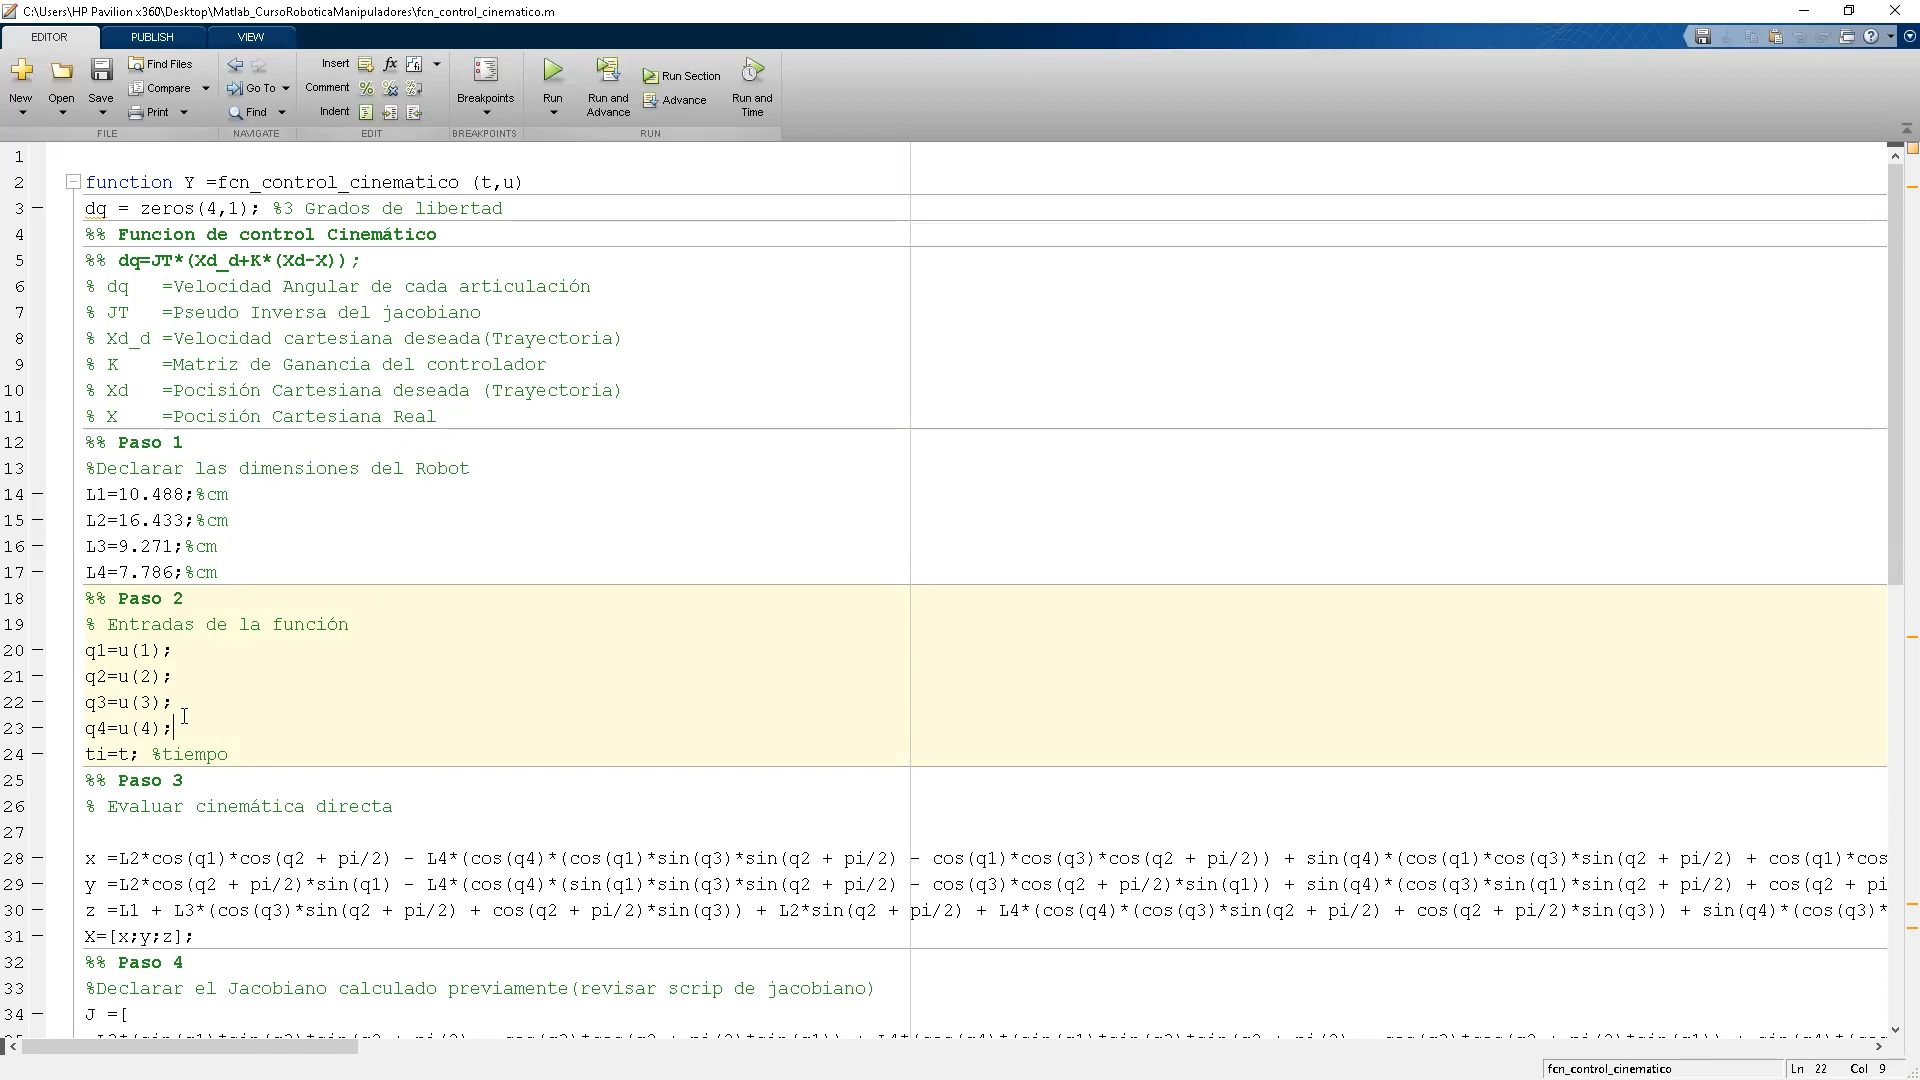 C:\Users\HP Pavilion x360\Desktop\Matlab_CursoRoboticaManipuladores\fcn_control_cinematico.m
EDITOR PUBLISH VIEW
New Open Save Find Files Compare Print
FILE
Go To Find
NAVIGATE
Insert fx
Comment
Indent
EDIT
Breakpoints
BREAKPOINTS
Run Run and Advance Run Section Advance Run and Time
RUN
1
2 function Y =fcn_control_cinematico (t,u)
3 dq = zeros(4,1); %3 Grados de libertad
4 %% Funcion de control Cinemático
5 %% dq=JT*(Xd_d+K*(Xd-X));
6 % dq =Velocidad Angular de cada articulación
7 % JT =Pseudo Inversa del jacobiano
8 % Xd_d =Velocidad cartesiana deseada(Trayectoria)
9 % K =Matriz de Ganancia del controlador
10 % Xd =Pocisión Cartesiana deseada (Trayectoria)
11 % X =Pocisión Cartesiana Real
12 %% Paso 1
13 %Declarar las dimensiones del Robot
14 L1=10.488;%cm
15 L2=16.433;%cm
16 L3=9.271;%cm
17 L4=7.786;%cm
18 %% Paso 2
19 % Entradas de la función
20 q1=u(1);
21 q2=u(2);
22 q3=u(3);
23 q4=u(4);
24 ti=t; %tiempo
25 %% Paso 3
26 % Evaluar cinemática directa
27
28 x =L2*cos(q1)*cos(q2 + pi/2) - L4*(cos(q4)*(cos(q1)*sin(q3)*sin(q2 + pi/2) - cos(q1)*cos(q3)*cos(q2 + pi/2)) + sin(q4)*(cos(q1)*cos(q3)*sin(q2 + pi/2) + cos(q1)*cos
29 y =L2*cos(q2 + pi/2)*sin(q1) - L4*(cos(q4)*(sin(q1)*sin(q3)*sin(q2 + pi/2) - cos(q3)*cos(q2 + pi/2)*sin(q1)) + sin(q4)*(cos(q3)*sin(q1)*sin(q2 + pi/2) + cos(q2 + pi
30 z =L1 + L3*(cos(q3)*sin(q2 + pi/2) + cos(q2 + pi/2)*sin(q3)) + L2*sin(q2 + pi/2) + L4*(cos(q4)*(cos(q3)*sin(q2 + pi/2) + cos(q2 + pi/2)*sin(q3)) + sin(q4)*(cos(q3)*
31 X=[x;y;z];
32 %% Paso 4
33 %Declarar el Jacobiano calculado previamente(revisar scrip de jacobiano)
34 J =[
fcn_control_cinematico Ln 22 Col 9